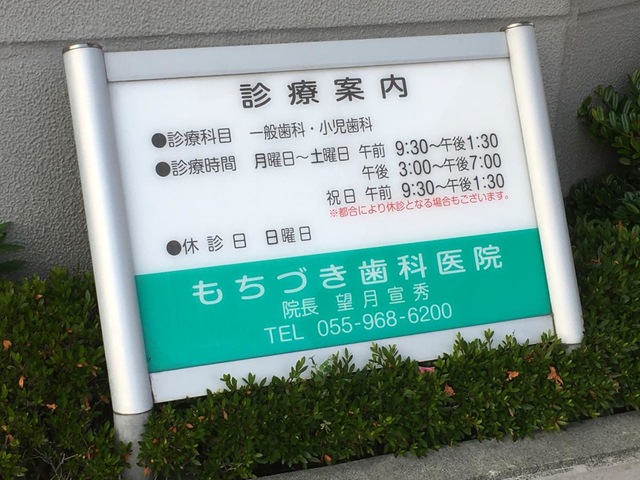 診療案内
●診療科目 一般歯科・小児歯科
●診療時間 月曜日～土曜日 午前 9:30～午後1:30
午後 3:00～午後7:00
祝日 午前 9:30～午後1:30
※都合により休診となる場合もございます。
●休診日 日曜日
もちづき歯科医院
院長 望月宣秀
TEL 055-968-6200